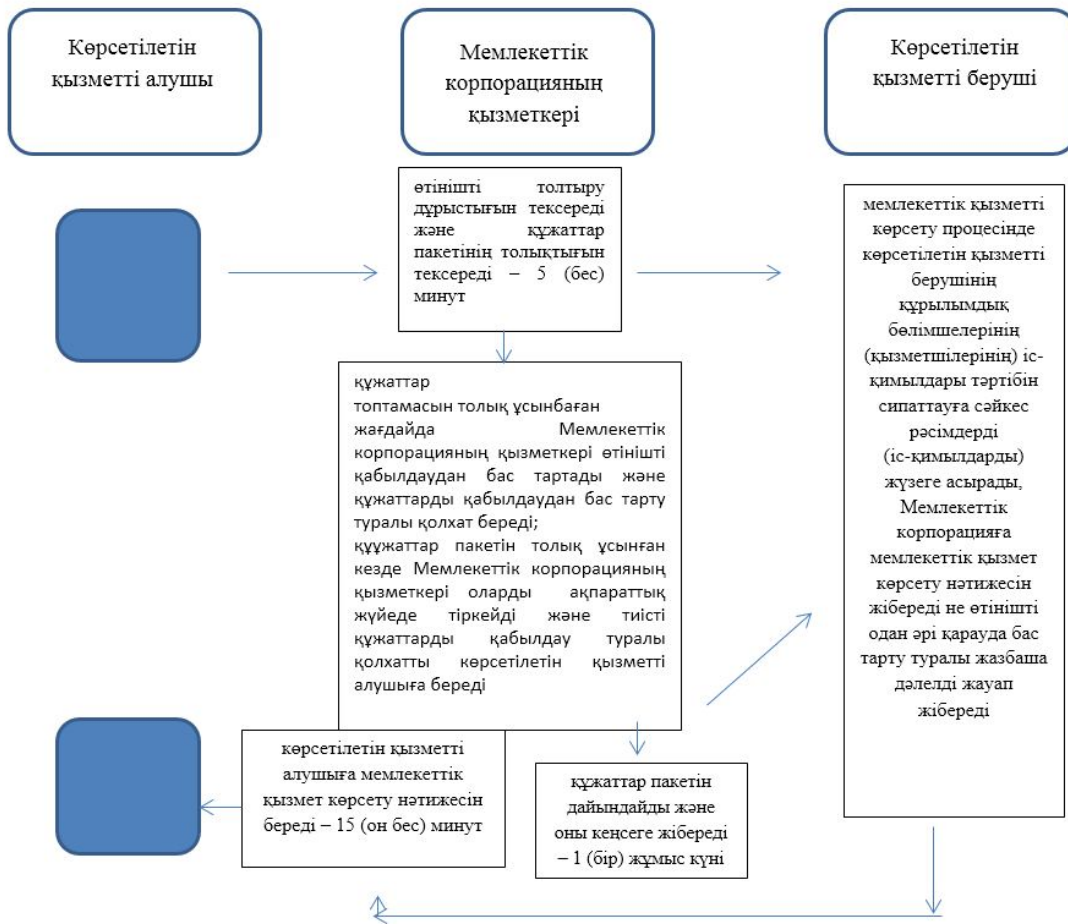 Көрсетілетін
қызметті алушы
Мемлекеттік
корпорацияның
қызметкері
Көрсетілетін
қызметті беруші
өтінішті толтыру
дұрыстығын тексереді
және құжаттар
пакетінің толықтығын
тексереді – 5 (бес)
минут
мемлекеттік қызметті
көрсету процесінде
көрсетілетін қызметті
берушінің
құрылымдық
бөлімшелерінің
(қызметшілерінің) іс-
қимылдары тәртібін
сипаттауға сәйкес
рәсімдерді
(іс-қимылдарды)
жүзеге асырады,
Мемлекеттік
корпорацияға
мемлекеттік қызмет
көрсету нәтижесін
жібереді не өтінішті
одан әрі қарауда бас
тарту туралы жазбаша
дәлелді жауап
жібереді
құжаттар
топтамасын толық ұсынбаған
жағдайда Мемлекеттік
корпорацияның қызметкері өтінішті
қабылдаудан бас тартады және
құжаттарды қабылдаудан бас тарту
туралы қолхат береді;
құұжаттар пакетін толық ұсынған
кезде Мемлекеттік корпорацияның
қызметкері оларды ақпараттық
жүйеде тіркейді және тиісті
құжаттарды қабылдау туралы
қолхатты көрсетілетін қызметті
алушыға береді
көрсетілетін қызметті
алушыға мемлекеттік
қызмет көрсету нәтижесін
береді – 15 (он бес) минут
құжаттар пакетін
дайындайды және
оны кеңсеге жібереді
– 1 (бір) жұмыс күні